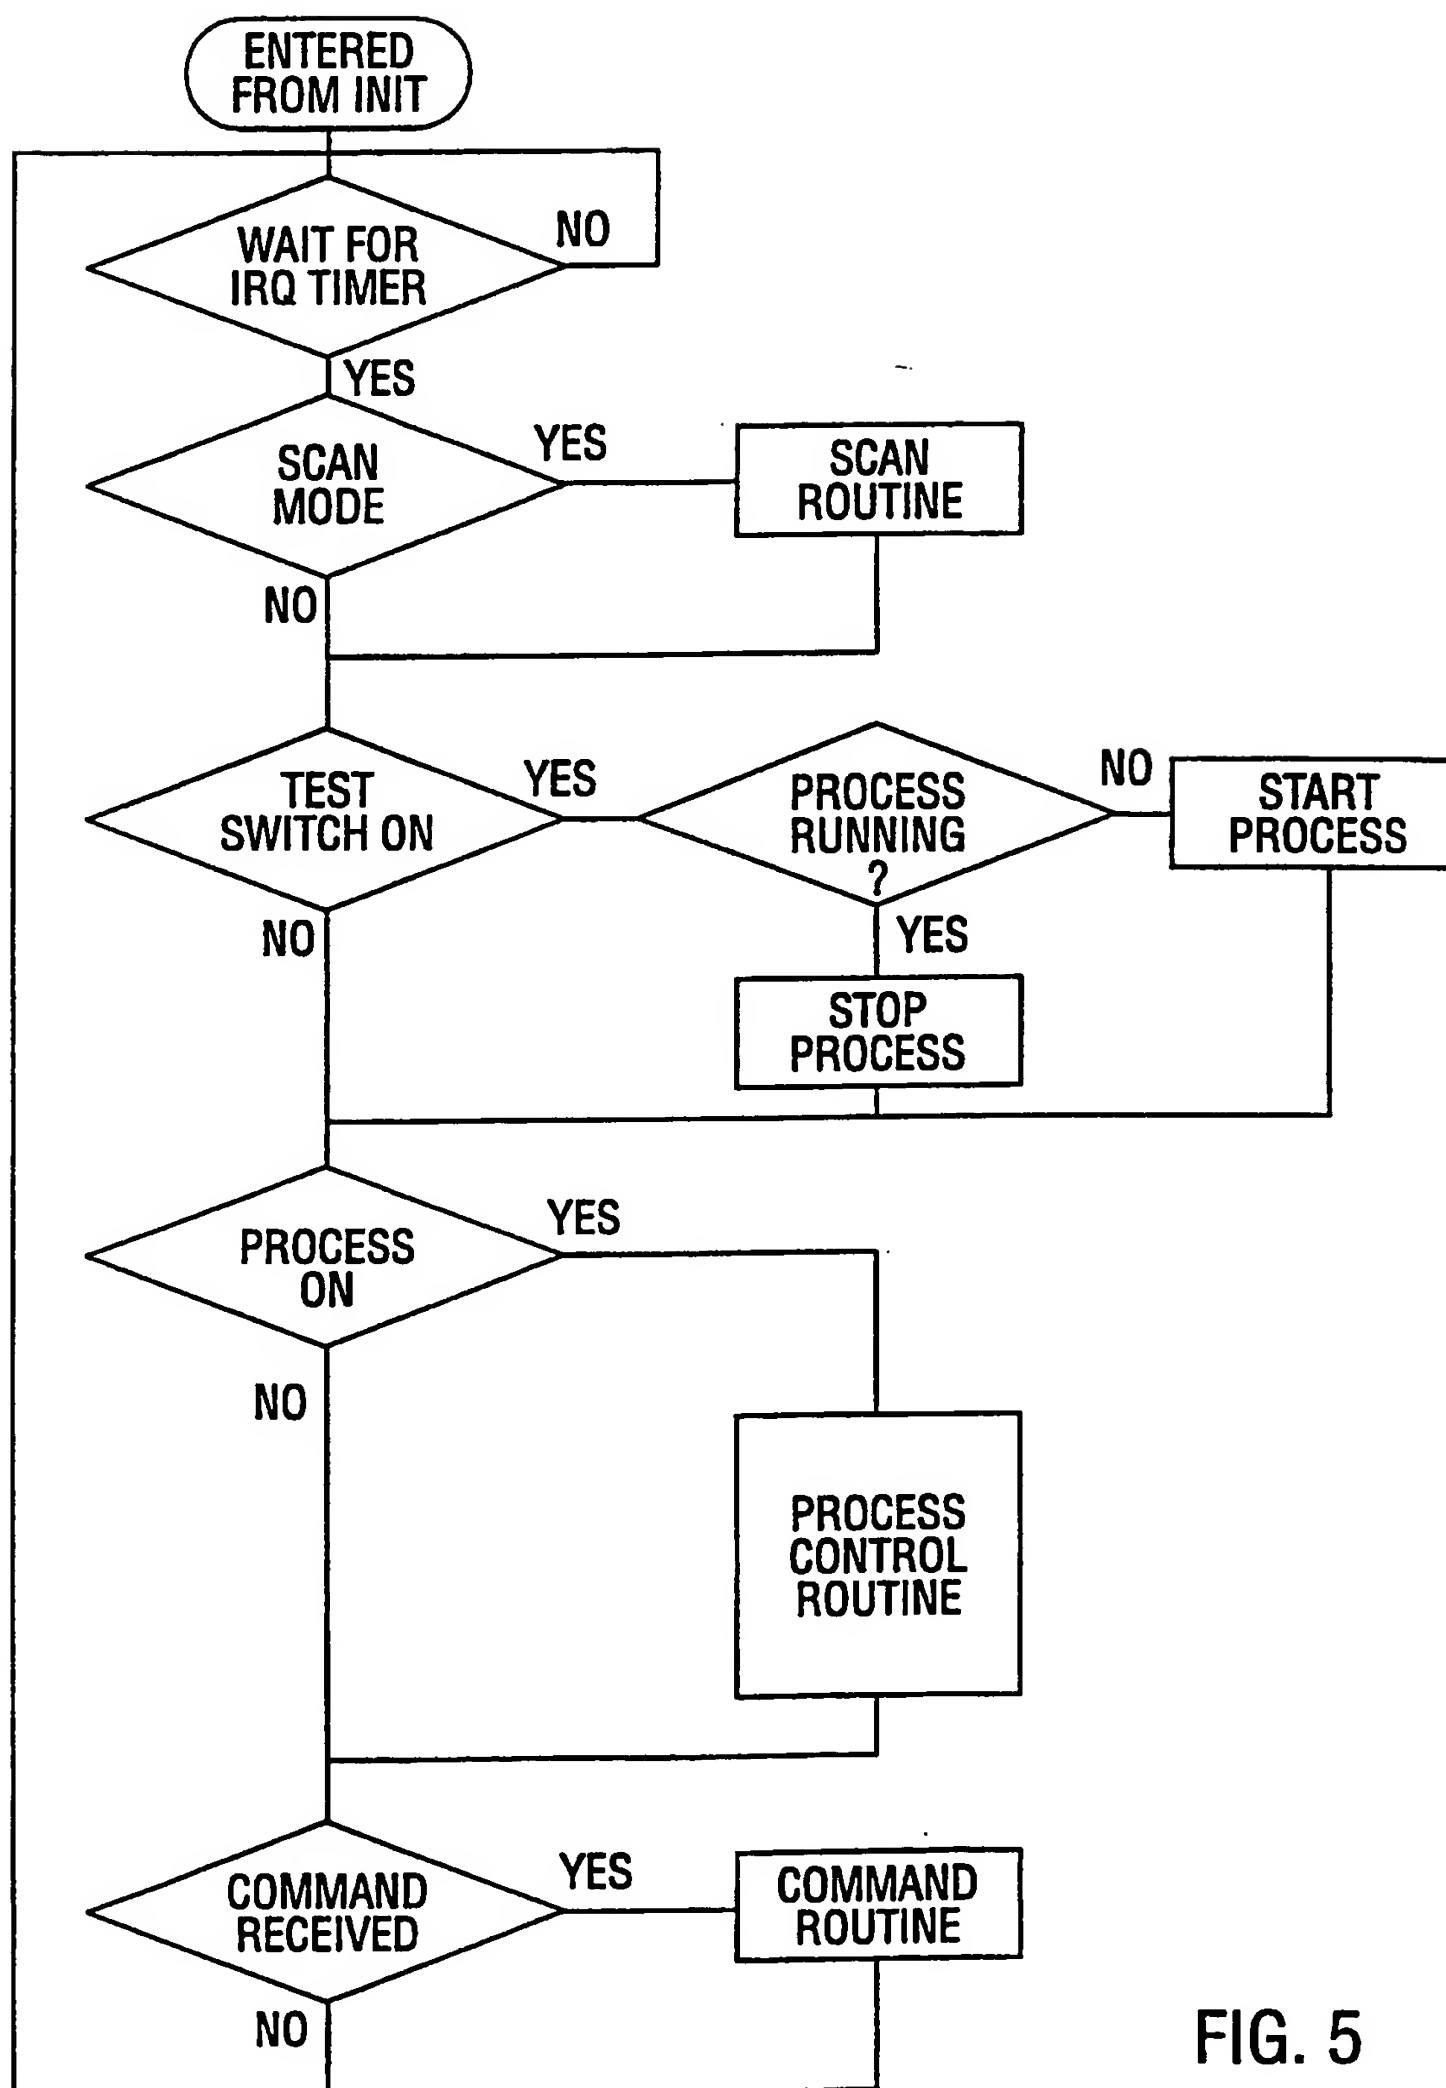 ENTERED
FROM INIT
WAIT FOR
IRQ TIMER
NO
YES
SCAN
MODE
YES
SCAN
ROUTINE
NO
TEST
SWITCH ON
YES
PROCESS
RUNNING
?
NO
START
PROCESS
NO
YES
STOP
PROCESS
PROCESS
ON
YES
NO
PROCESS
CONTROL
ROUTINE
COMMAND
RECEIVED
YES
COMMAND
ROUTINE
NO
FIG. 5